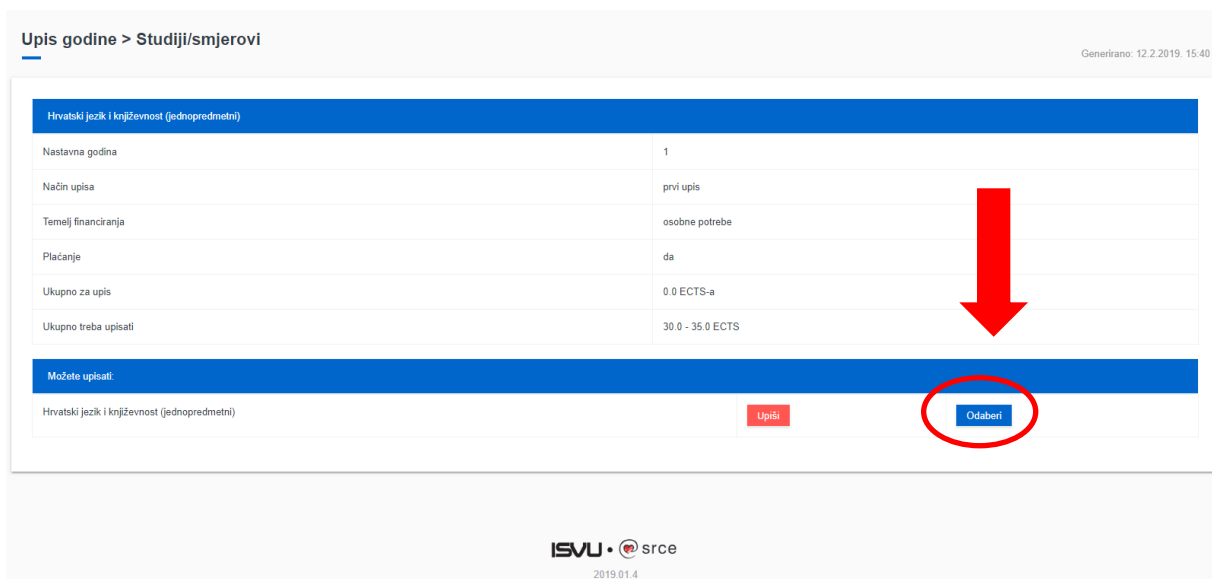 Upis godine > Studiji/smjerovi
Generirano: 12.2.2019. 15:40
Hrvatski jezik i književnost (jednopredmetni)
Nastavna godina 1
Način upisa prvi upis
Temelj financiranja osobne potrebe
Plaćanje da
Ukupno za upis 0.0 ECTS-a
Ukupno treba upisati 30.0 - 35.0 ECTS
Možete upisati:
Hrvatski jezik i književnost (jednopredmetni) Upiši Odaberi
ISVU • @ srce
2019.01.4